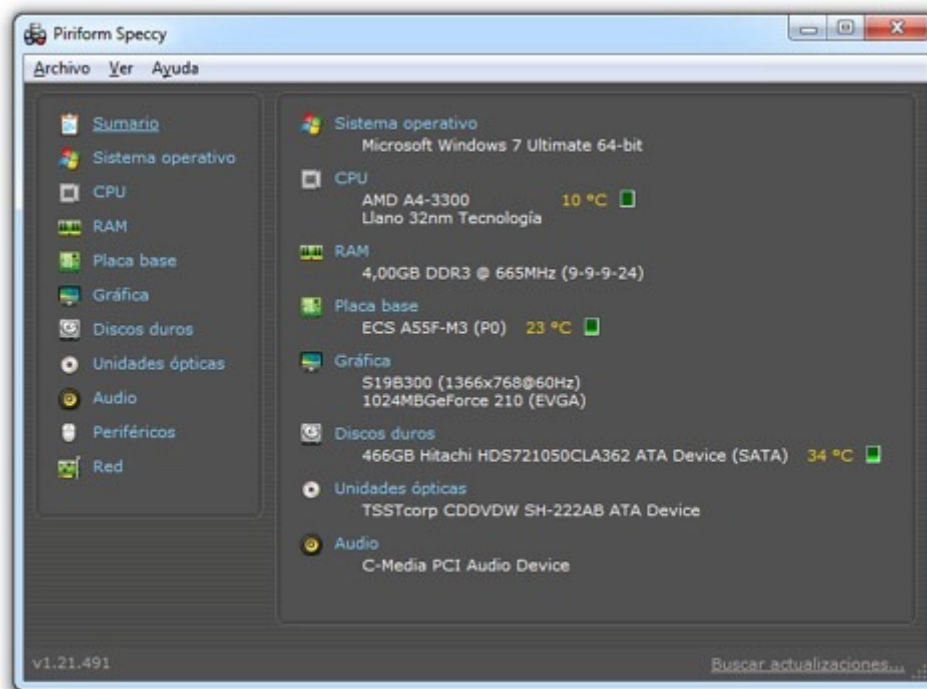 Piriform Speccy
Archivo Ver Ayuda
Sumario
Sistema operativo
CPU
RAM
Placa base
Gráfica
Discos duros
Unidades ópticas
Audio
Periféricos
Red
Sistema operativo
Microsoft Windows 7 Ultimate 64-bit
CPU
AMD A4-3300 10 °C
Llano 32nm Tecnología
RAM
4,00GB DDR3 @ 665MHz (9-9-9-24)
Placa base
ECS A55F-M3 (P0) 23 °C
Gráfica
S19B300 (1366x768@60Hz)
1024MBGeForce 210 (EVGA)
Discos duros
466GB Hitachi HDS721050CLA362 ATA Device (SATA) 34 °C
Unidades ópticas
TSSTcorp CDDVDW SH-222AB ATA Device
Audio
C-Media PCI Audio Device
v1.21.491
Buscar actualizaciones...